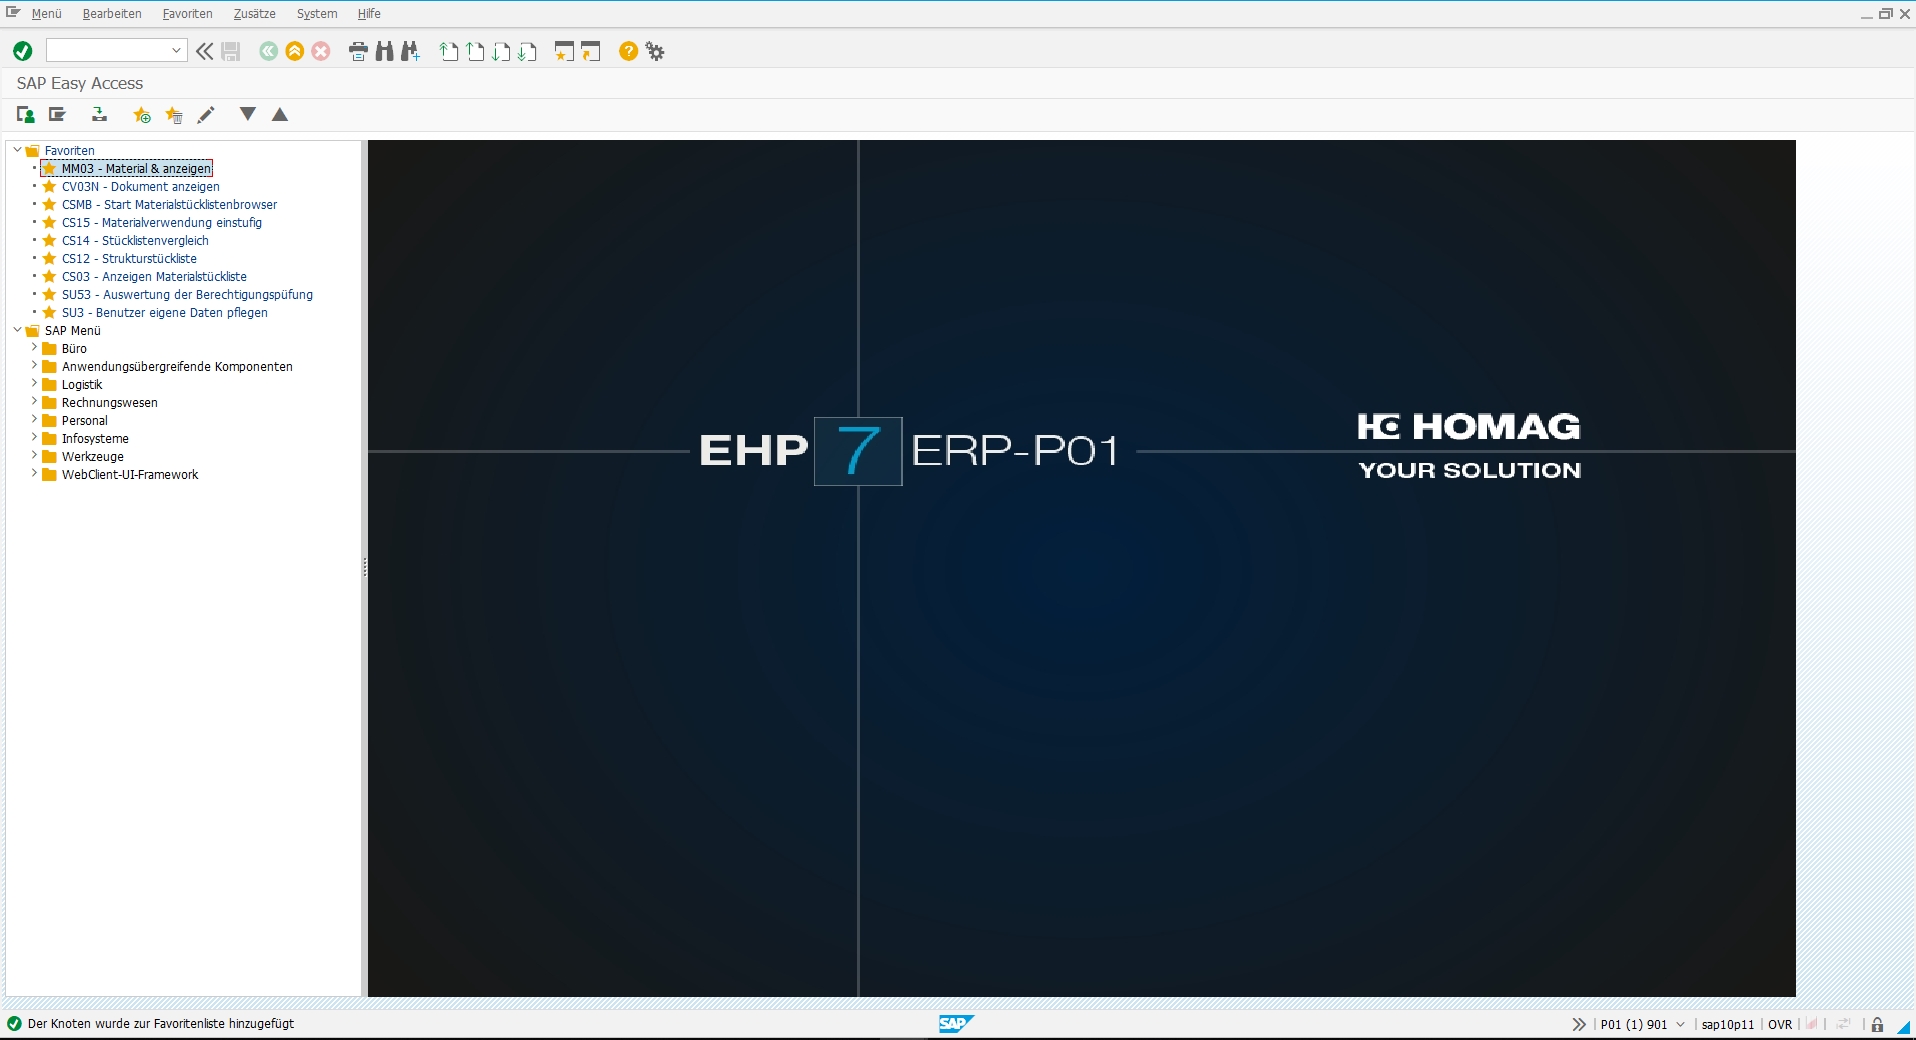 Menü Bearbeiten Favoriten Zusätze System Hilfe
SAP Easy Access
Favoriten
MM03 - Material & anzeigen
CV03N - Dokument anzeigen
CSMB - Start Materialstücklistenbrowser
CS15 - Materialverwendung einstufig
CS14 - Stücklistenvergleich
CS12 - Strukturstückliste
CS03 - Anzeigen Materialstückliste
SU53 - Auswertung der Berechtigungspüfung
SU3 - Benutzer eigene Daten pflegen
SAP Menü
Büro
Anwendungsübergreifende Komponenten
Logistik
Rechnungswesen
Personal
Infosysteme
Werkzeuge
WebClient-UI-Framework
EHP 7 ERP-P01
HOMAG
YOUR SOLUTION
Der Knoten wurde zur Favoritenliste hinzugefügt
SAP
P01 (1) 901 sap10p11 OVR